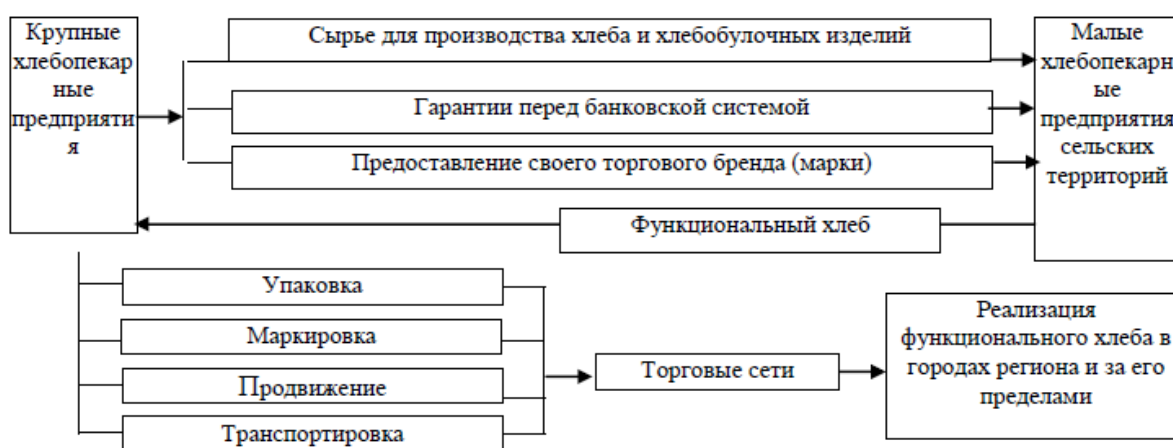 Крупные
хлебопекар
ные
предприяти
я
Сырье для производства хлеба и хлебобулочных изделий
Гарантии перед банковской системой
Предоставление своего торгового бренда (марки)
Малые
хлебопекарн
ые
предприятия
сельских
территорий
Функциональный хлеб
Упаковка
Маркировка
Продвижение
Транспортировка
Торговые сети
Реализация
функционального хлеба в
городах региона и за его
пределами